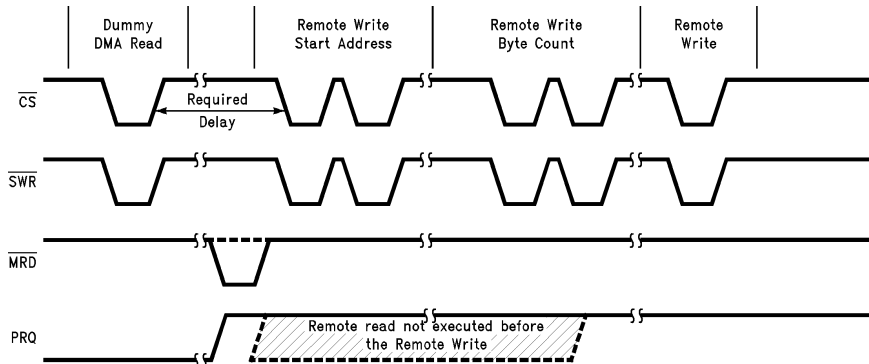 Dummy
DMA Read
Remote Write
Start Address
Remote Write
Byte Count
Remote
Write
CS
Required
Delay
SWR
MRD
PRQ
Remote read not executed before
the Remote Write